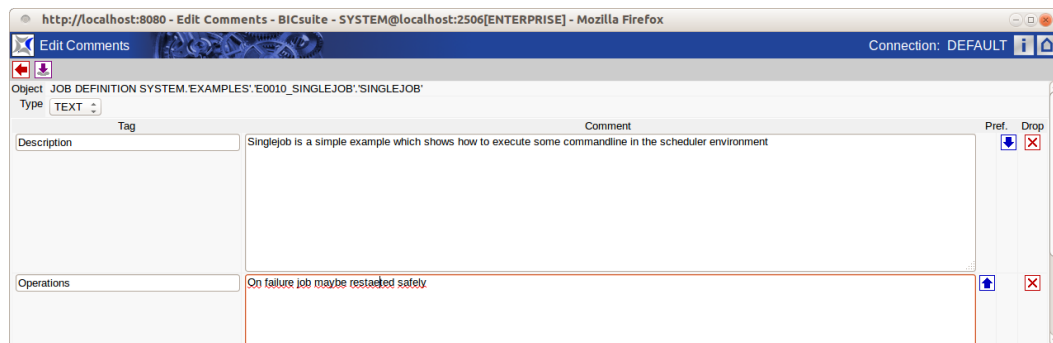 http://localhost:8080 - Edit Comments - BICsuite - SYSTEM@localhost:2506[ENTERPRISE] - Mozilla Firefox
Edit Comments Connection: DEFAULT i
Object JOB DEFINITION SYSTEM.'EXAMPLES'.'E0010_SINGLEJOB'.'SINGLEJOB'
Type TEXT
Tag Comment Pref. Drop
Description Singlejob is a simple example which shows how to execute some commandline in the scheduler environment
Operations On failure job maybe restaeted safely